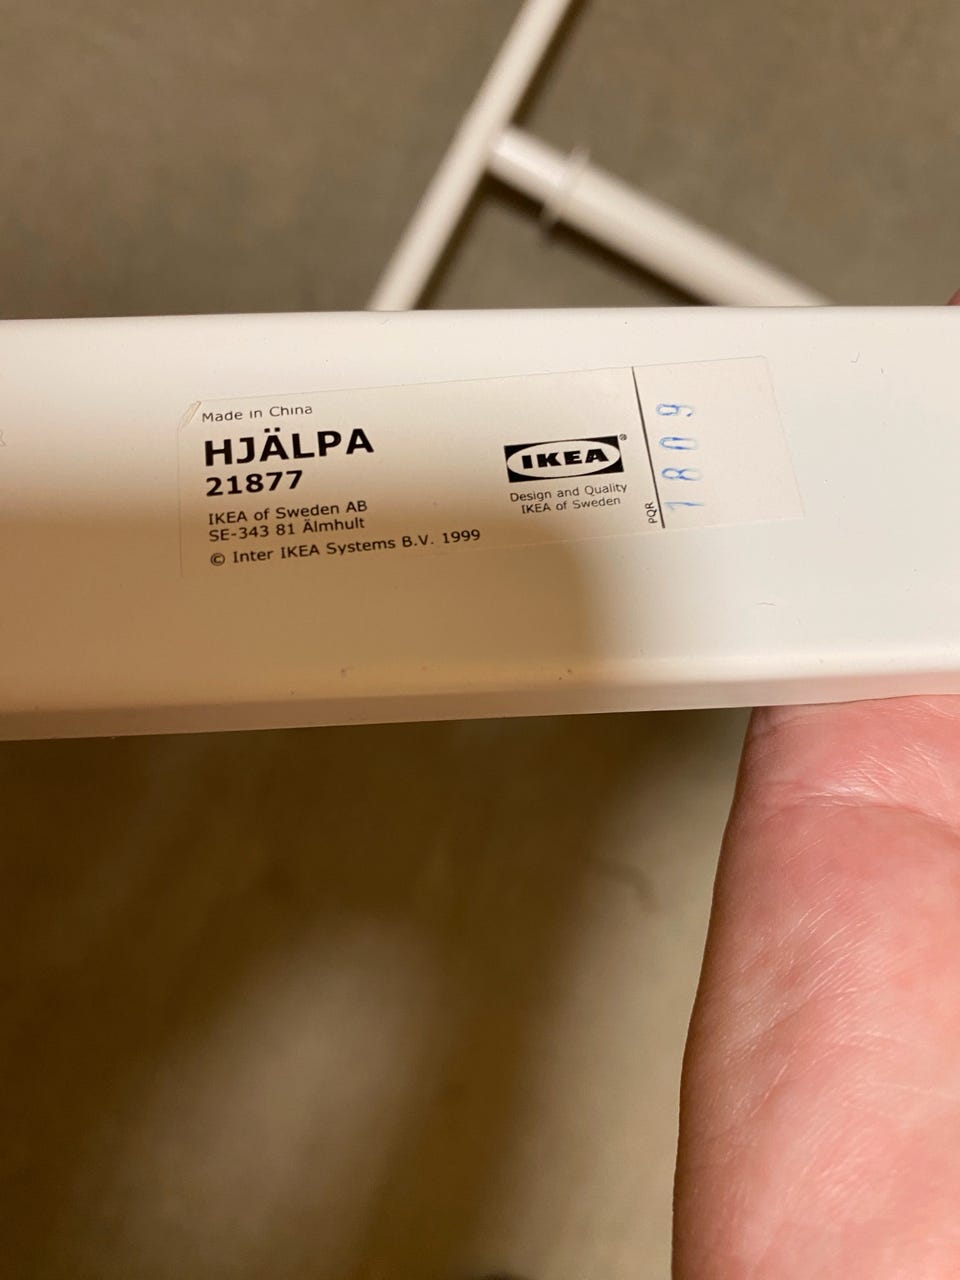 Made in China
HJÄLPA
21877
IKEA of Sweden AB
SE-343 81 Älmhult
© Inter IKEA Systems B.V. 1999
IKEA®
Design and Quality
IKEA of Sweden
PQR
1809